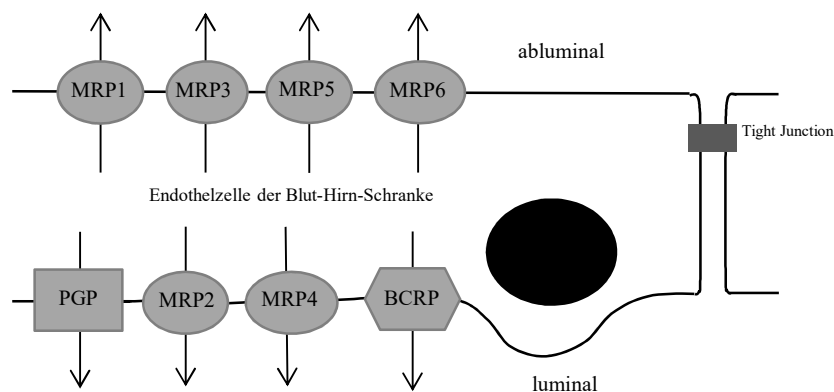 abluminal
MRP1 MRP3 MRP5 MRP6
Tight Junction
Endothelzelle der Blut-Hirn-Schranke
PGP MRP2 MRP4 BCRP
luminal